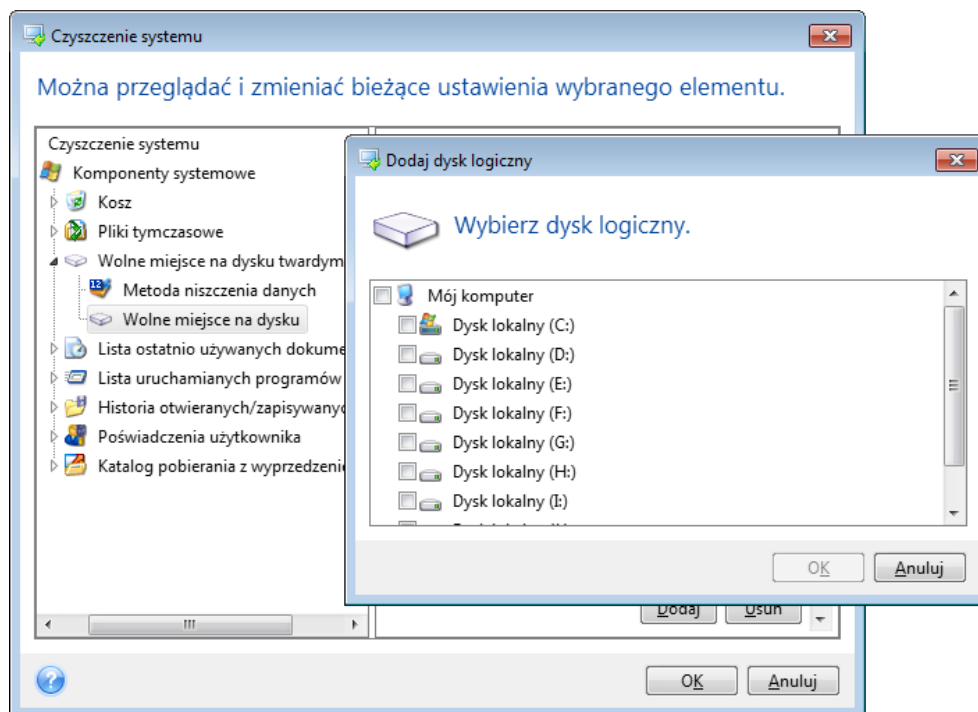 Czyszczenie systemu
Można przeglądać i zmieniać bieżące ustawienia wybranego elementu.
Czyszczenie systemu
Komponenty systemowe
Kosz
Pliki tymczasowe
Wolne miejsce na dysku twardym
Metoda niszczenia danych
Wolne miejsce na dysku
Lista ostatnio używanych dokume
Lista uruchamianych programów
Historia otwieranych/zapisywanyc
Poświadczenia użytkownika
Katalog pobierania z wyprzedzenie
Dodaj dysk logiczny
Wybierz dysk logiczny.
Mój komputer
Dysk lokalny (C:)
Dysk lokalny (D:)
Dysk lokalny (E:)
Dysk lokalny (F:)
Dysk lokalny (G:)
Dysk lokalny (H:)
Dysk lokalny (I:)
OK Anuluj
Dodaj Usuń
OK Anuluj